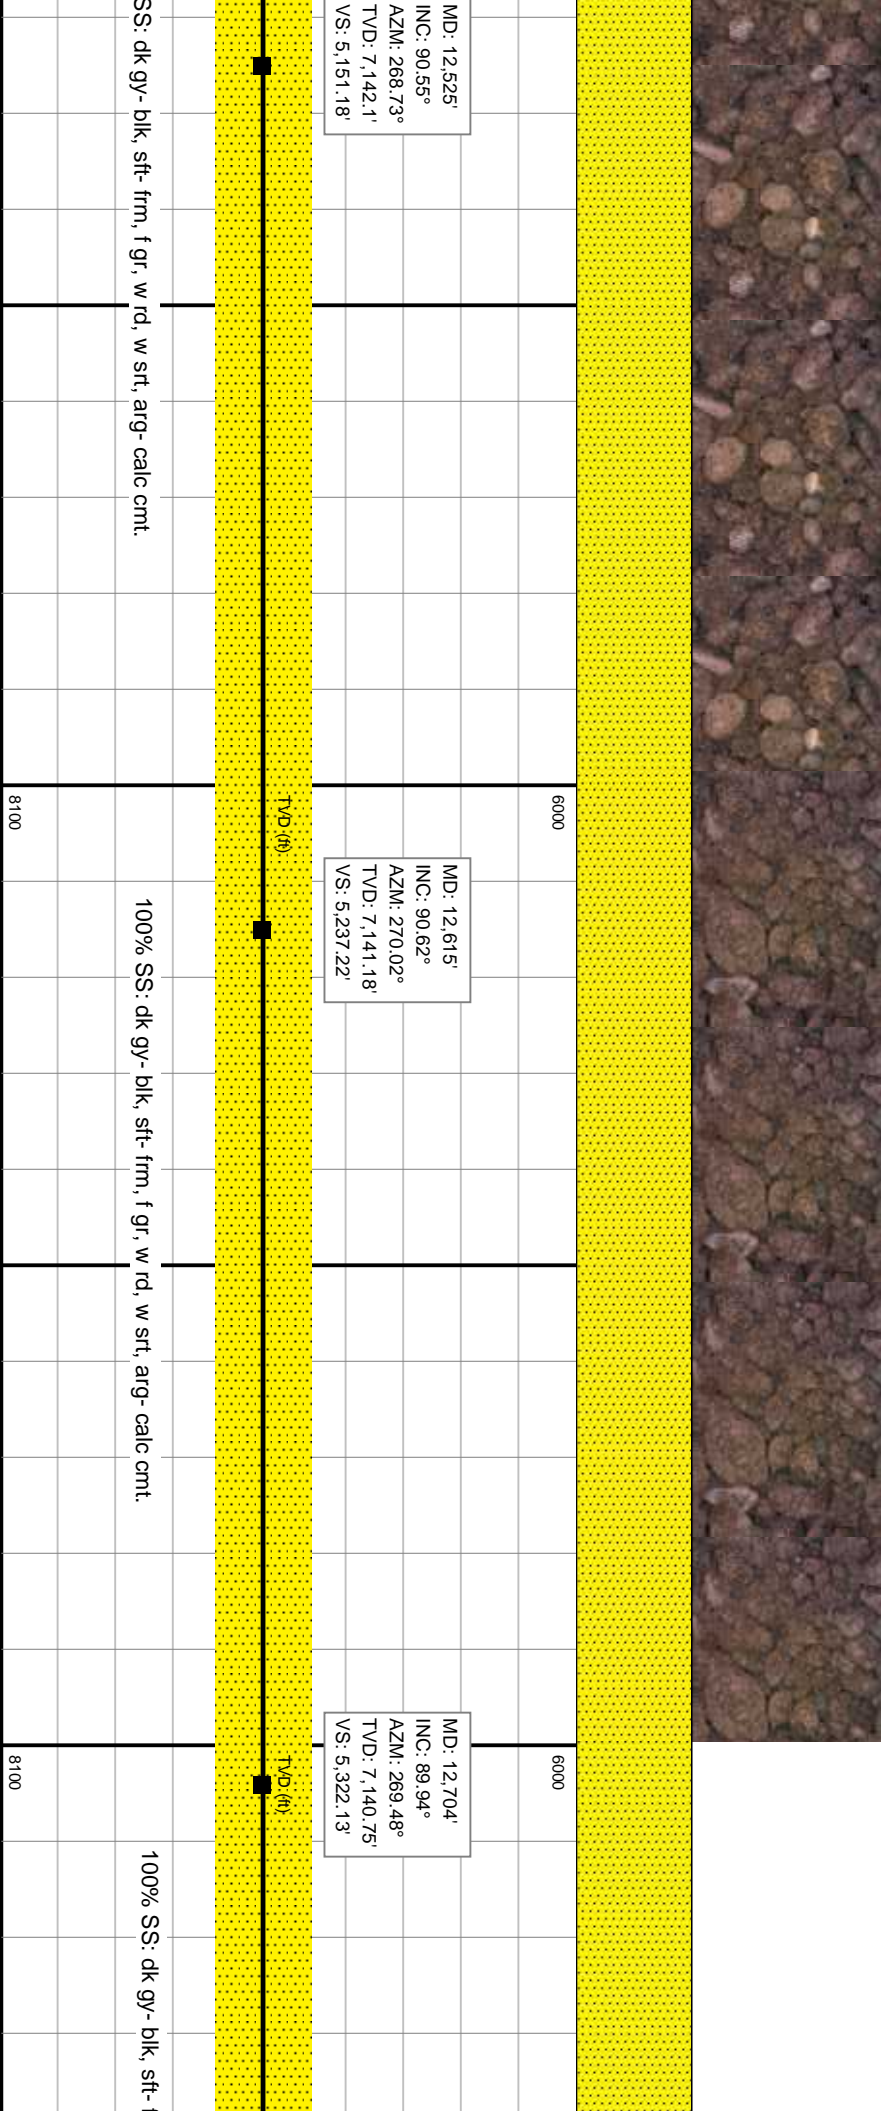 MD: 12,525'
INC: 90.55°
AZM: 268.73°
TVD: 7,142.1'
VS: 5,151.18'
SS: dk gy- blk, sft- frm, f gr, w rd, w srt, arg- calc cmt.
6000
TVD (ft)
8100
MD: 12,615'
INC: 90.62°
AZM: 270.02°
TVD: 7,141.18'
VS: 5,237.22'
100% SS: dk gy- blk, sft- frm, f gr, w rd, w srt, arg- calc cmt.
6000
TVD (ft)
8100
MD: 12,704'
INC: 89.94°
AZM: 269.48°
TVD: 7,140.75'
VS: 5,322.13'
100% SS: dk gy- blk, sft- f